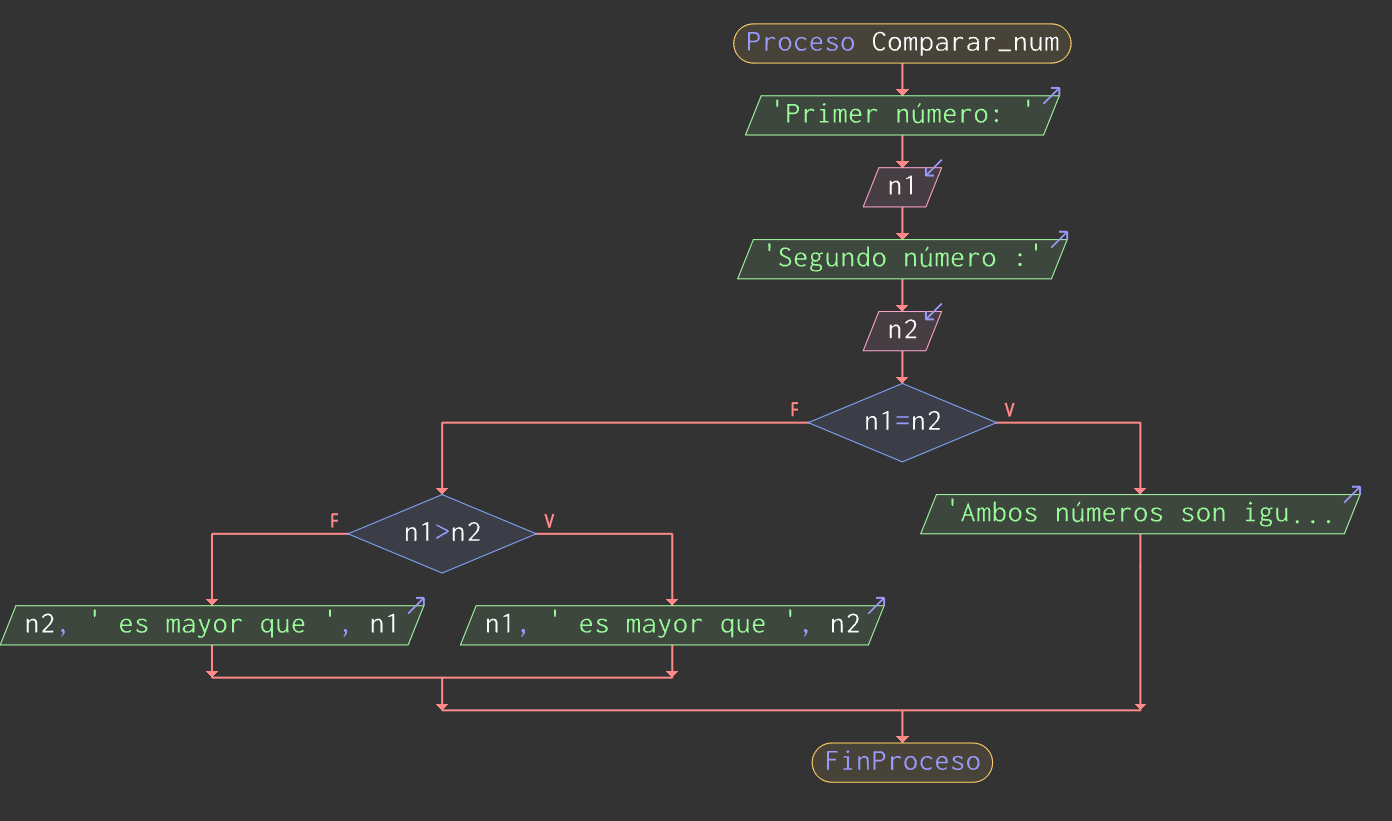 Proceso Comparar_num
'Primer número: '
n1
'Segundo número :'
n2
F
n1=n2
V
F
n1>n2
V
'Ambos números son igu...
n2, ' es mayor que ', n1
n1, ' es mayor que ', n2
FinProceso